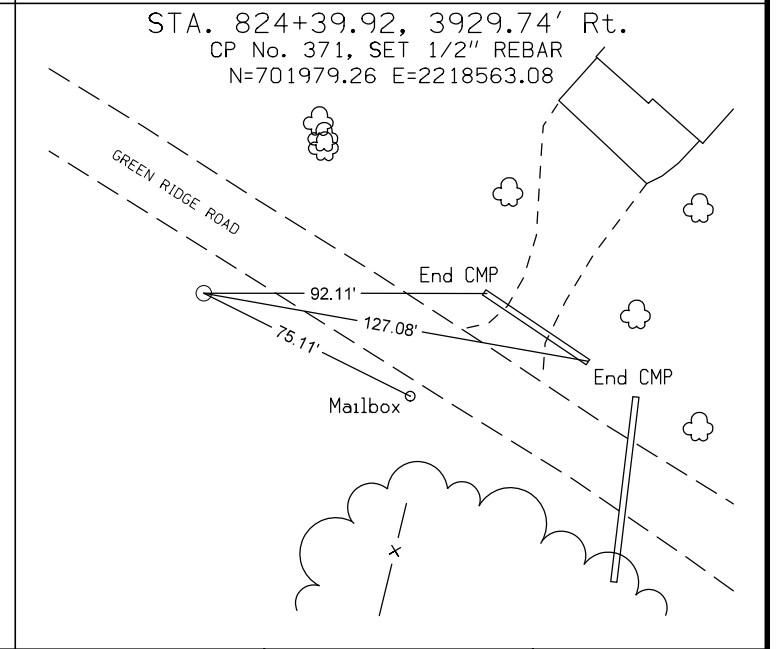 STA. 824+39.92, 3929.74' Rt.
CP No. 371, SET 1/2" REBAR
N=701979.26 E=2218563.08
GREEN RIDGE ROAD
End CMP
92.11'
127.08'
75.11'
End CMP
Mailbox
x